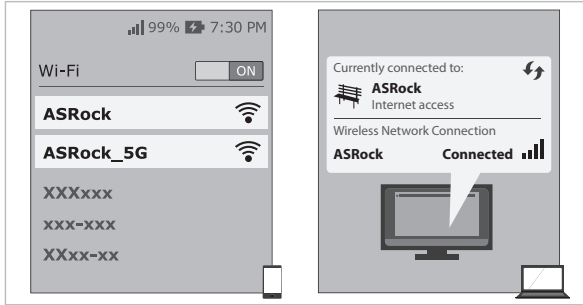 99% 7:30 PM
Wi-Fi ON
ASRock
ASRock_5G
XXXxxx
xxx-xxx
XXxx-xx
Currently connected to:
ASRock
Internet access
Wireless Network Connection
ASRock Connected